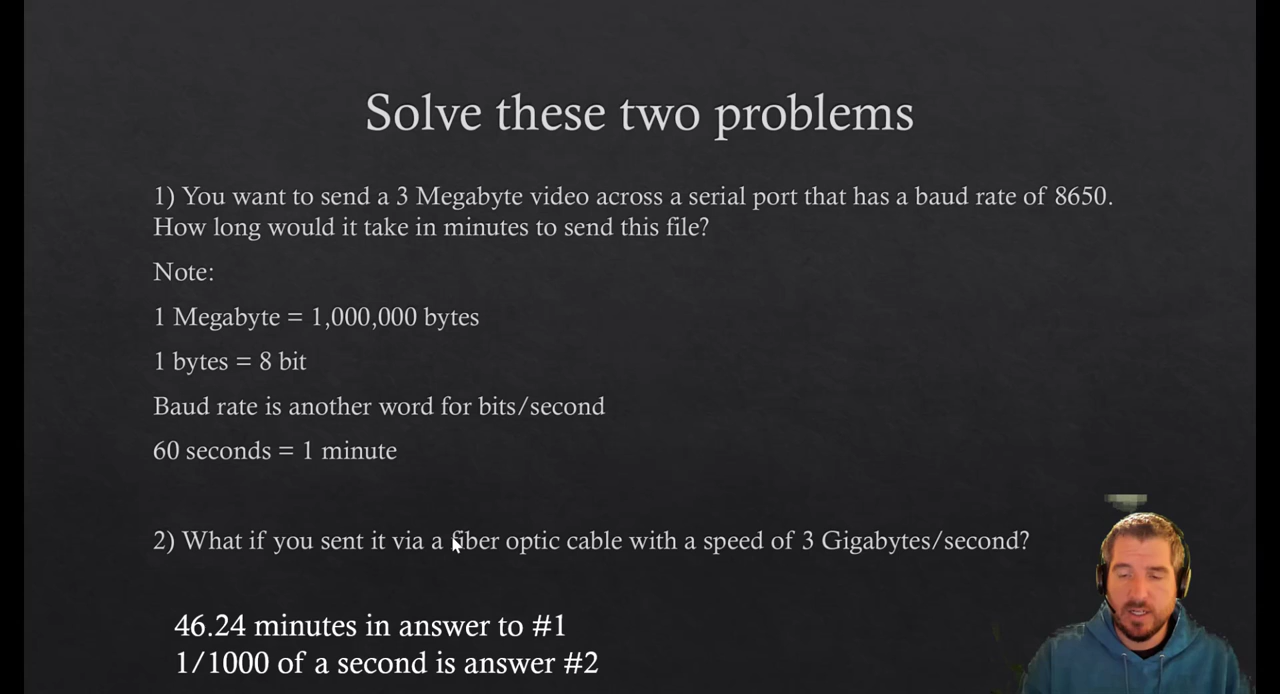 Solve these two problems
1) You want to send a 3 Megabyte video across a serial port that has a baud rate of 8650.
How long would it take in minutes to send this file?
Note:
1 Megabyte = 1,000,000 bytes
1 bytes = 8 bit
Baud rate is another word for bits/second
60 seconds = 1 minute
2) What if you sent it via a fiber optic cable with a speed of 3 Gigabytes/second?
46.24 minutes in answer to #1
1/1000 of a second is answer #2